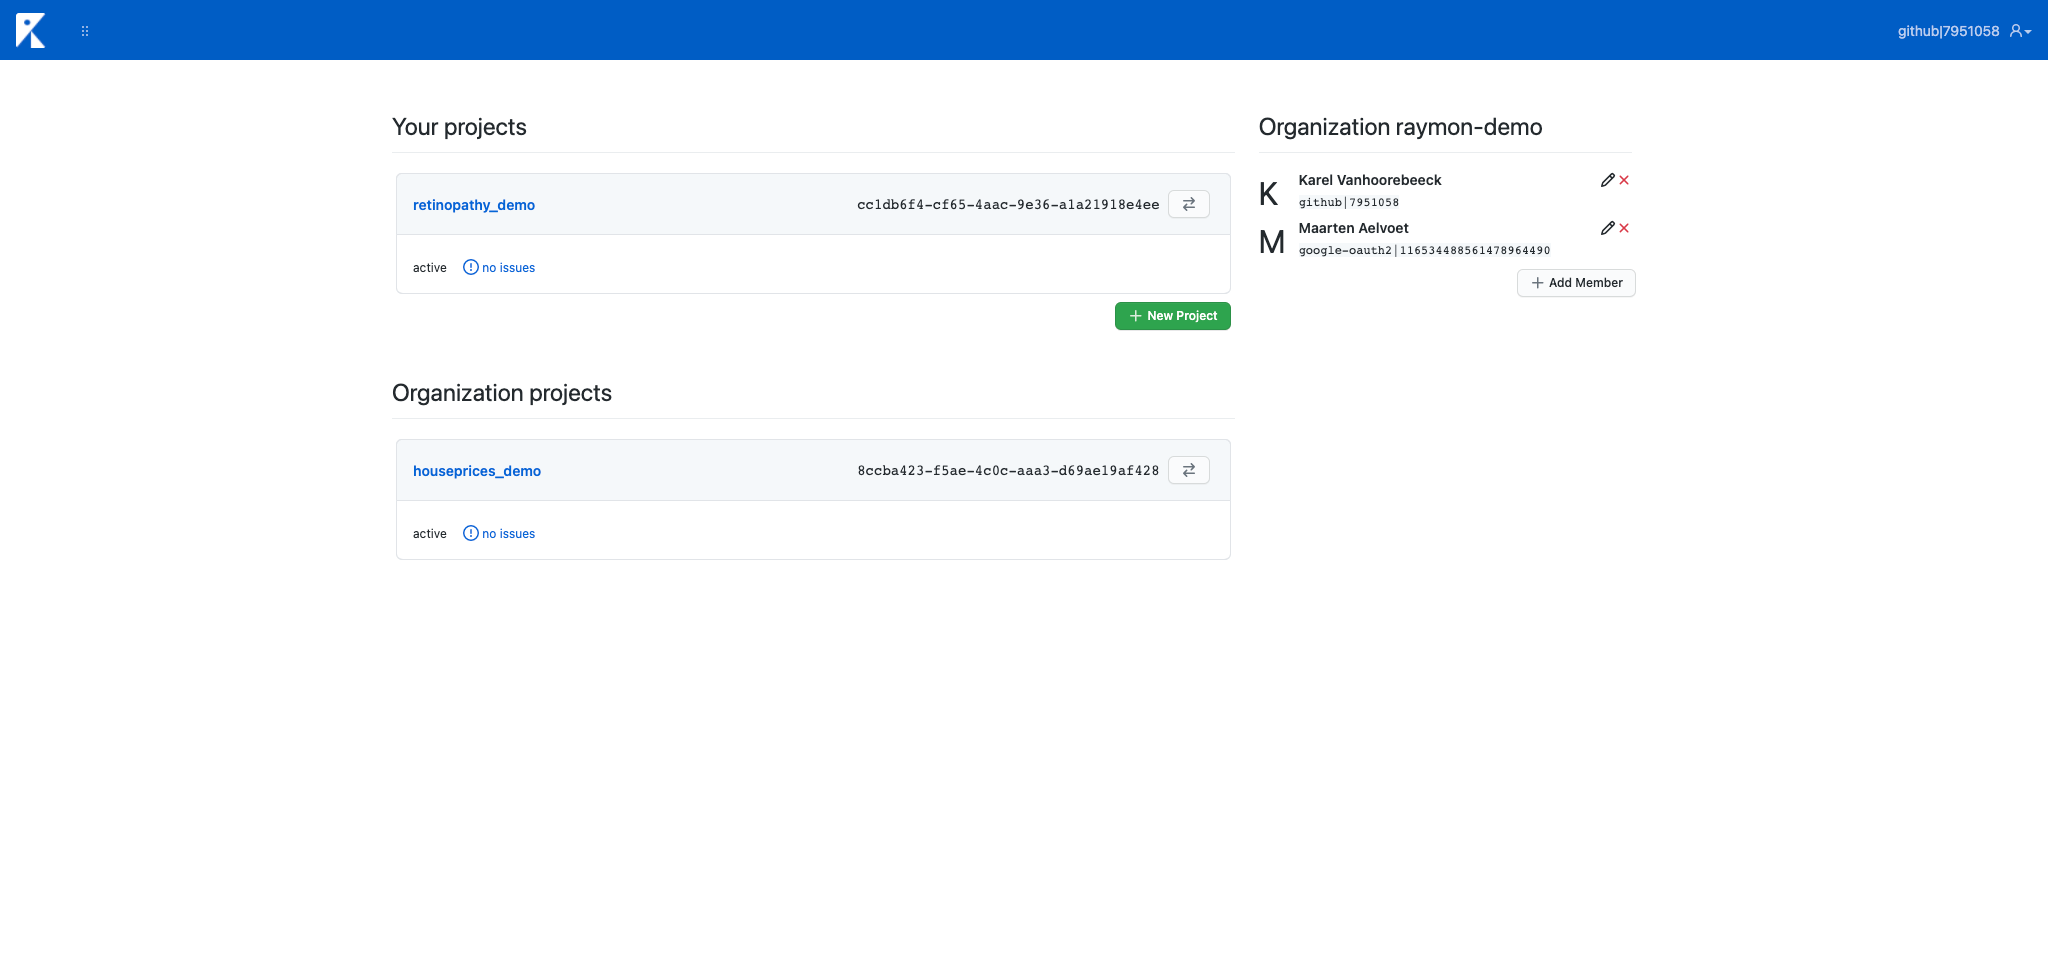 github|7951058
Your projects
retinopathy_demo
cc1db6f4-cf65-4aac-9e36-a1a21918e4ee
active
no issues
New Project
Organization projects
houseprices_demo
8ccba423-f5ae-4c0c-aaa3-d69ae19af428
active
no issues
Organization raymon-demo
K
Karel Vanhoorebeeck
github|7951058
M
Maarten Aelvoet
google-oauth2|116534488561478964490
Add Member